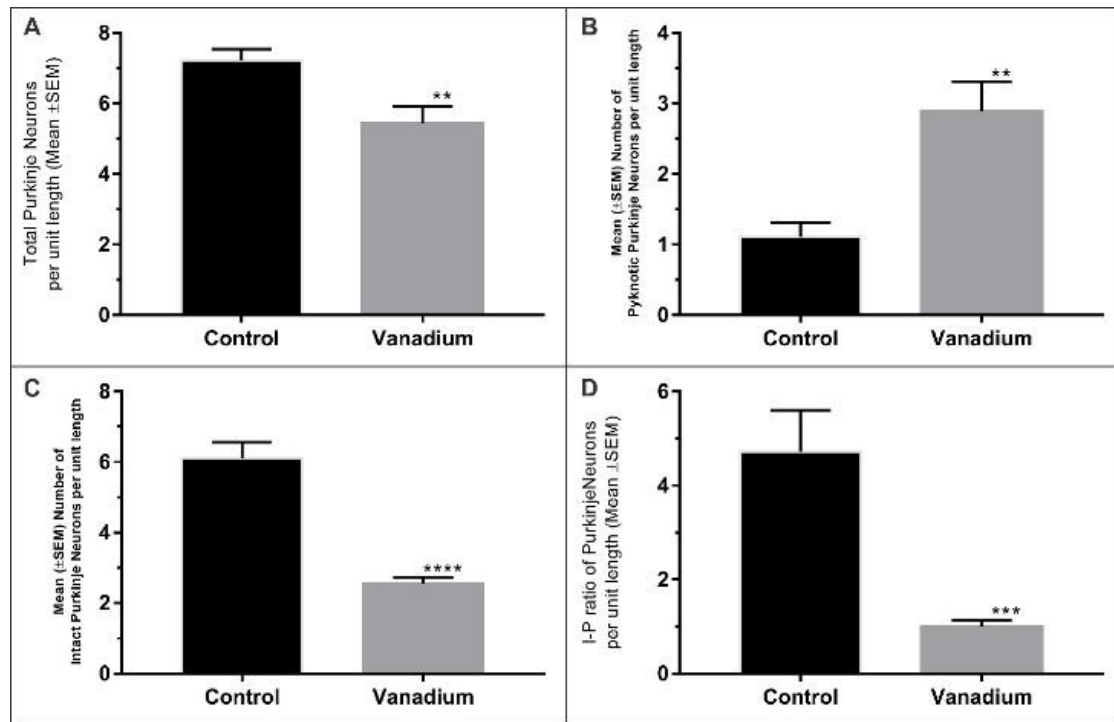 A
Total Purkinje Neurons
per unit length (Mean ±SEM)
8
6
4
2
0
**
Control
Vanadium
B
Mean (±SEM) Number of
Pyknotic Purkinje Neurons per unit length
4
3
2
1
0
**
Control
Vanadium
C
Mean (±SEM) Number of
Intact Purkinje Neurons per unit length
8
6
4
2
0
****
Control
Vanadium
D
I-P ratio of PurkinjeNeurons
per unit length (Mean ±SEM)
6
4
2
0
***
Control
Vanadium